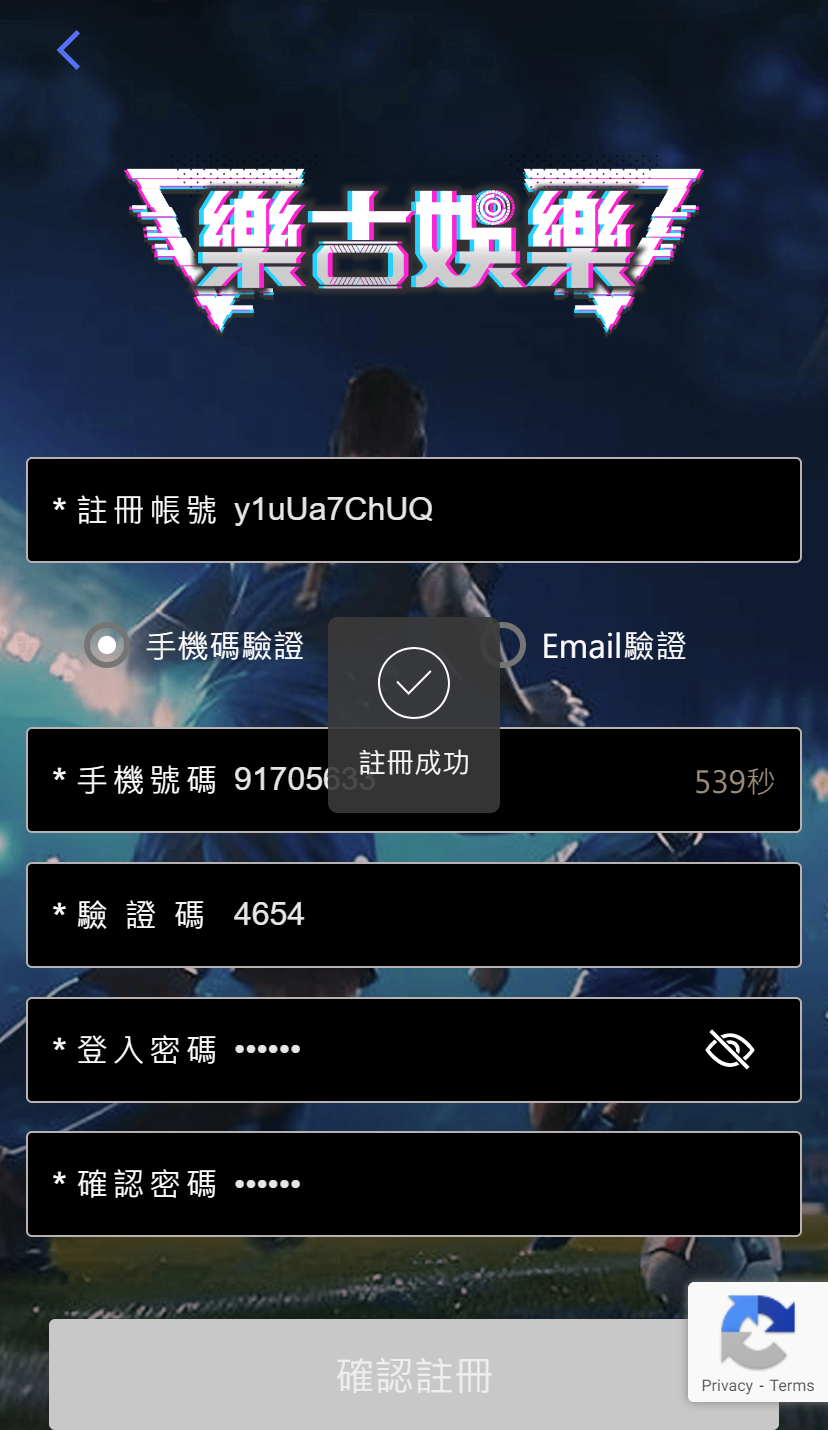 樂吉娛樂
* 註冊帳號 y1uUa7ChUQ
手機碼驗證 Email驗證
註冊成功
* 手機號碼 91705633 539秒
* 驗證碼 4654
* 登入密碼 ••••••
* 確認密碼 ••••••
確認註冊
Privacy - Terms